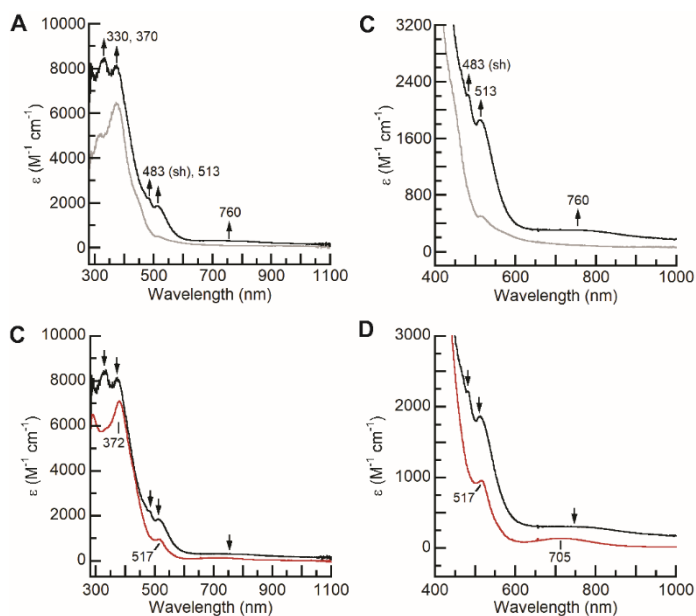 A
10000
8000
6000
4000
2000
0
ε (M⁻¹ cm⁻¹)
330, 370
483 (sh), 513
760
300 500 700 900 1100
Wavelength (nm)
C
3200
2400
1600
800
0
ε (M⁻¹ cm⁻¹)
483 (sh)
513
760
400 600 800 1000
Wavelength (nm)
C
10000
8000
6000
4000
2000
0
ε (M⁻¹ cm⁻¹)
372
517
300 500 700 900 1100
Wavelength (nm)
D
3000
2500
2000
1500
1000
500
0
ε (M⁻¹ cm⁻¹)
517
705
400 600 800 1000
Wavelength (nm)